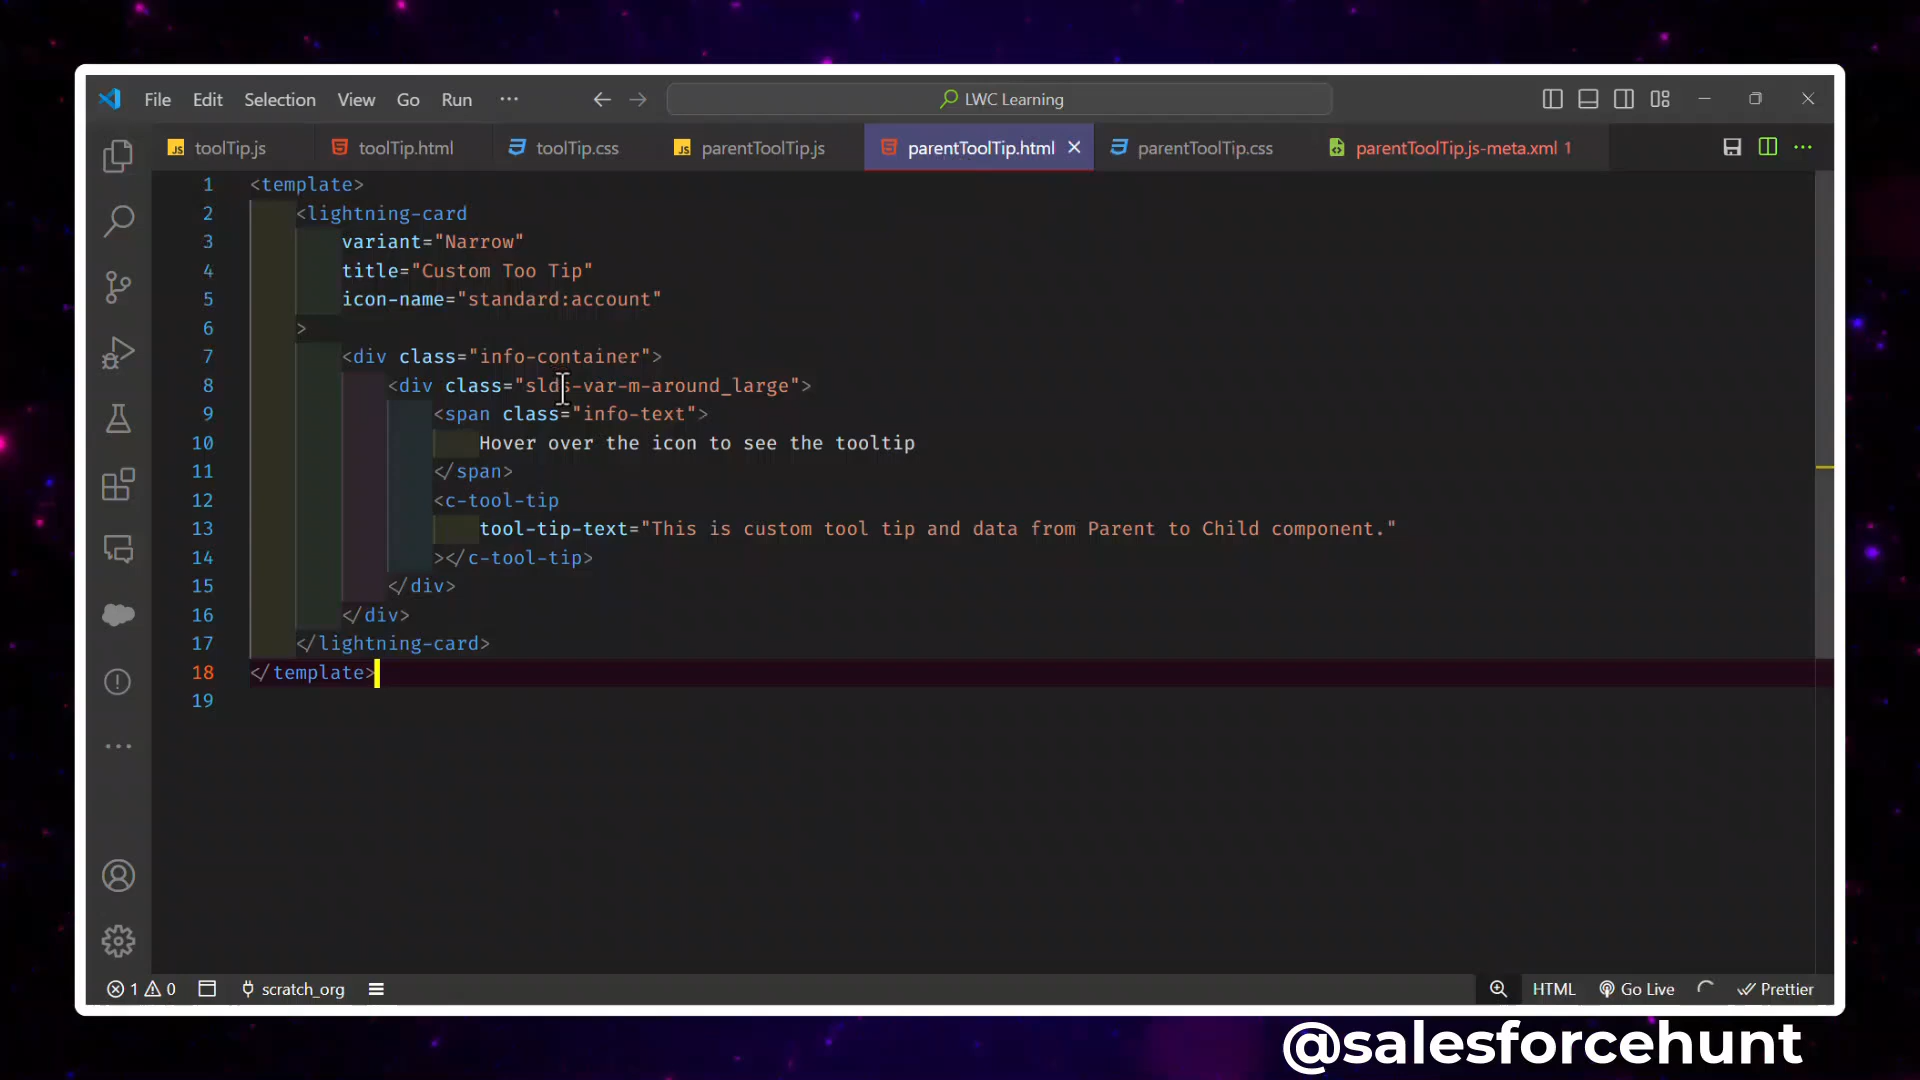 File Edit Selection View Go Run ··· LWC Learning
toolTip.js toolTip.html toolTip.css parentToolTip.js parentToolTip.html parentToolTip.css parentToolTip.js-meta.xml 1
1 <template>
2 <lightning-card
3 variant="Narrow"
4 title="Custom Too Tip"
5 icon-name="standard:account"
6 >
7 <div class="info-container">
8 <div class="slds-var-m-around_large">
9 <span class="info-text">
10 Hover over the icon to see the tooltip
11 </span>
12 <c-tool-tip
13 tool-tip-text="This is custom tool tip and data from Parent to Child component."
14 ></c-tool-tip>
15 </div>
16 </div>
17 </lightning-card>
18 </template>
19
1 0 scratch_org HTML Go Live Prettier
@salesforcehunt